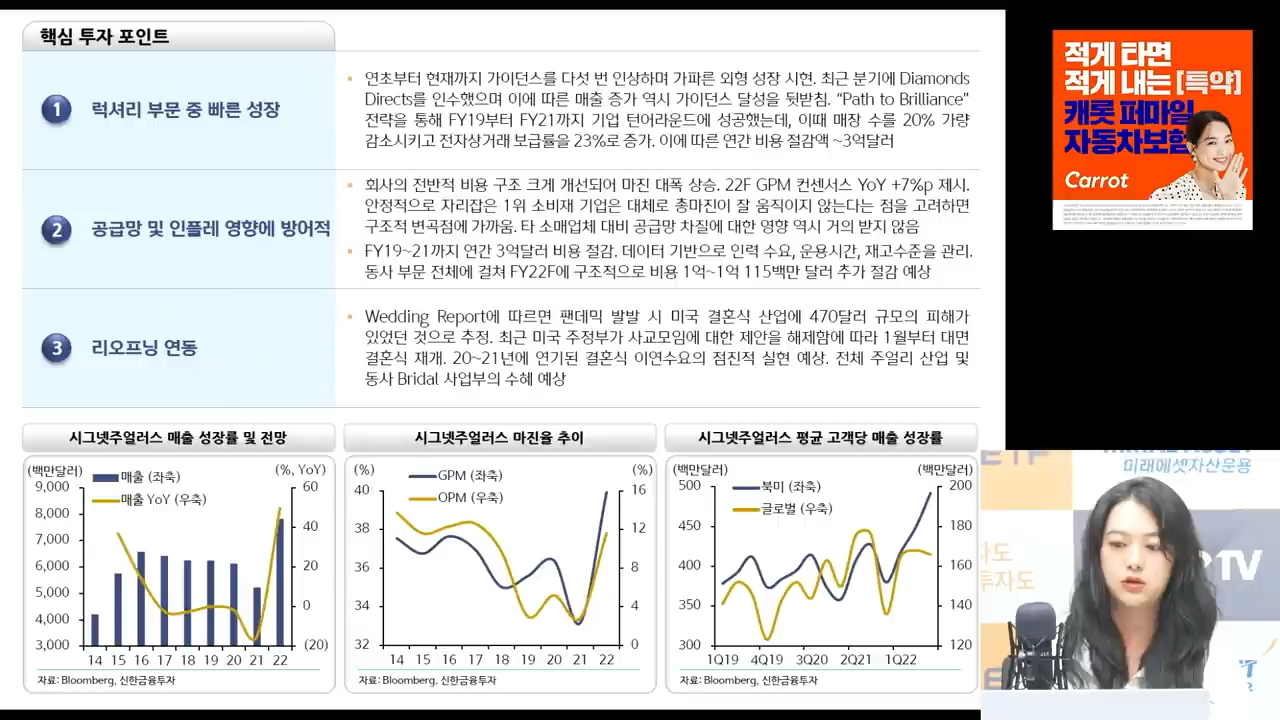 핵심 투자 포인트
1
럭셔리 부문 중 빠른 성장
연초부터 현재까지 가이던스를 다섯 번 인상하며 가파른 외형 성장 시현. 최근 분기에 Diamonds
Directs를 인수했으며 이에 따른 매출 증가 역시 가이던스 달성을 뒷받침. “Path to Brilliance”
전략을 통해 FY19부터 FY21까지 기업 턴어라운드에 성공했는데, 이때 매장 수를 20% 가량
감소시키고 전자상거래 보급률을 23%로 증가. 이에 따른 연간 비용 절감액 ~3억달러
2
공급망 및 인플레 영향에 방어적
회사의 전반적 비용 구조 크게 개선되어 마진 대폭 상승. 22F GPM 컨센서스 YoY +7%p 제시.
안정적으로 자리잡은 1위 소비재 기업은 대체로 총마진이 잘 움직이지 않는다는 점을 고려하면
구조적 변곡점에 가까움. 타 소매업체 대비 공급망 차질에 대한 영향 역시 거의 받지 않음
FY19~21까지 연간 3억달러 비용 절감. 데이터 기반으로 인력 수요, 운용시간, 재고수준을 관리.
동사 부문 전체에 걸쳐 FY22F에 구조적으로 비용 1억~1억 115백만 달러 추가 절감 예상
3
리오프닝 연동
Wedding Report에 따르면 팬데믹 발발 시 미국 결혼식 산업에 470달러 규모의 피해가
있었던 것으로 추정. 최근 미국 주정부가 사교모임에 대한 제안을 해제함에 따라 1월부터 대면
결혼식 재개. 20~21년에 연기된 결혼식 이연수요의 점진적 실현 예상. 전체 주얼리 산업 및
동사 Bridal 사업부의 수혜 예상
시그넷주얼러스 매출 성장률 및 전망
(백만달러)
(%, YoY)
매출 (좌축)
매출 YoY (우축)
9,000
8,000
7,000
6,000
5,000
4,000
3,000
60
40
20
0
(20)
14 15 16 17 18 19 20 21 22
자료: Bloomberg, 신한금융투자
시그넷주얼러스 마진율 추이
(%)
(%)
GPM (좌축)
OPM (우축)
40
38
36
34
32
16
12
8
4
0
14 15 16 17 18 19 20 21 22
자료: Bloomberg, 신한금융투자
시그넷주얼러스 평균 고객당 매출 성장률
(백만달러)
(백만달러)
북미 (좌축)
글로벌 (우축)
500
450
400
350
300
200
180
160
140
120
1Q19 4Q19 3Q20 2Q21 1Q22
자료: Bloomberg, 신한금융투자
적게 타면
적게 내는 [특약]
캐롯 퍼마일
자동차보험
Carrot
미래에셋자산운용
TV
투자도